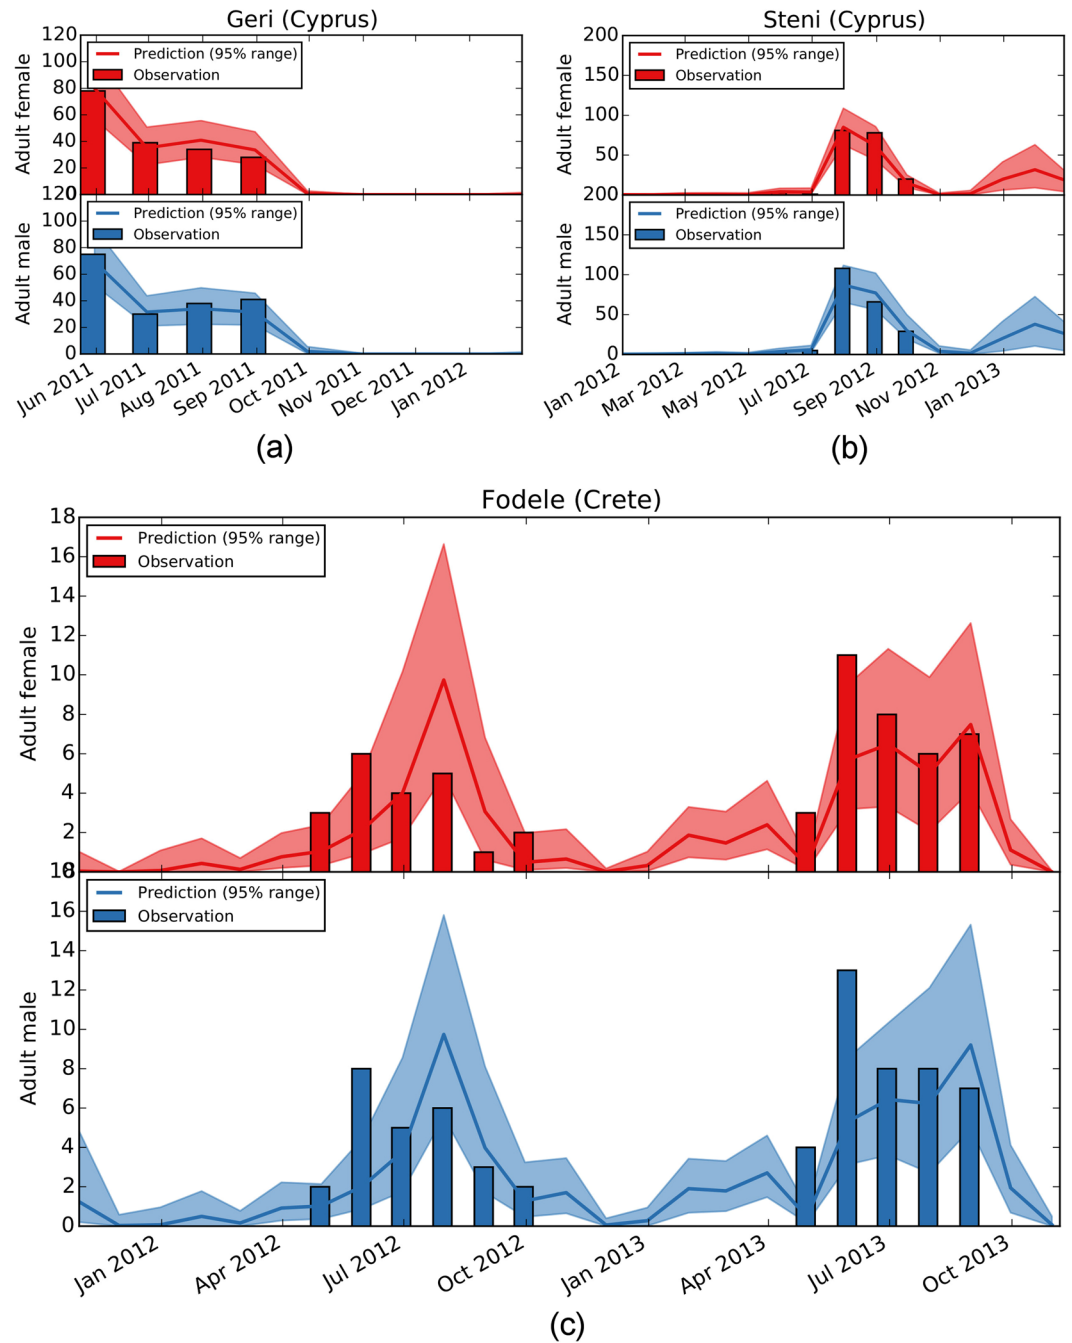 Geri (Cyprus)
Adult female
120
100
80
60
40
20
Prediction (95% range)
Observation
Adult male
120
100
80
60
40
20
0
Prediction (95% range)
Observation
Jun 2011
Jul 2011
Aug 2011
Sep 2011
Oct 2011
Nov 2011
Dec 2011
Jan 2012
(a)
Steni (Cyprus)
Adult female
200
150
100
50
Prediction (95% range)
Observation
Adult male
200
150
100
50
0
Prediction (95% range)
Observation
Jan 2012
Mar 2012
May 2012
Jul 2012
Sep 2012
Nov 2012
Jan 2013
(b)
Fodele (Crete)
Adult female
18
16
14
12
10
8
6
4
2
Prediction (95% range)
Observation
Adult male
18
16
14
12
10
8
6
4
2
0
Prediction (95% range)
Observation
Jan 2012
Apr 2012
Jul 2012
Oct 2012
Jan 2013
Apr 2013
Jul 2013
Oct 2013
(c)